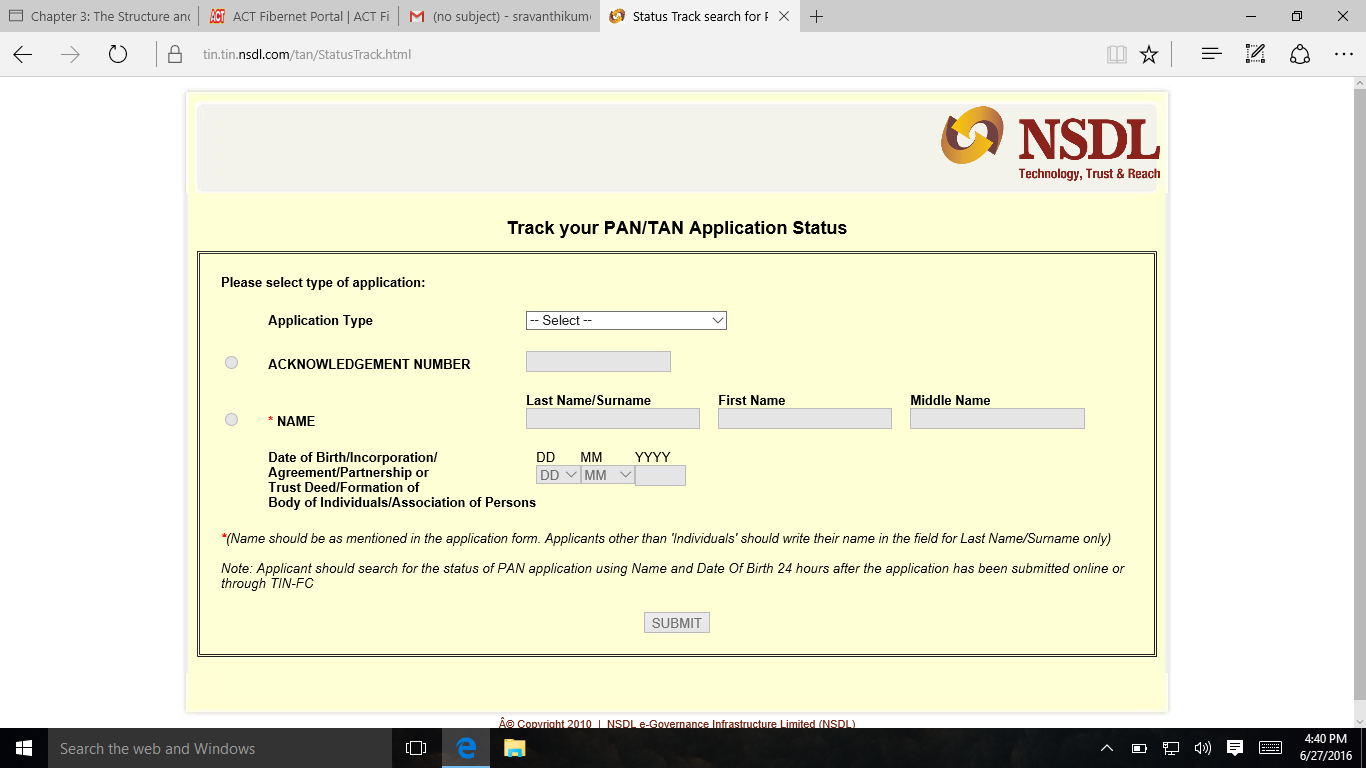 Chapter 3: The Structure and
ACT Fibernet Portal | ACT Fi
(no subject) - sravanthikum
Status Track search for P
tin.tin.nsdl.com/tan/StatusTrack.html
NSDL
Technology, Trust & Reach
Track your PAN/TAN Application Status
Please select type of application:
Application Type
-- Select --
ACKNOWLEDGEMENT NUMBER
Last Name/Surname First Name Middle Name
* NAME
Date of Birth/Incorporation/
Agreement/Partnership or
Trust Deed/Formation of
Body of Individuals/Association of Persons
DD MM YYYY
DD MM
*(Name should be as mentioned in the application form. Applicants other than 'Individuals' should write their name in the field for Last Name/Surname only)
Note: Applicant should search for the status of PAN application using Name and Date Of Birth 24 hours after the application has been submitted online or
through TIN-FC
SUBMIT
Â© Copyright 2010 | NSDL e-Governance Infrastructure Limited (NSDL)
Search the web and Windows
4:40 PM
6/27/2016